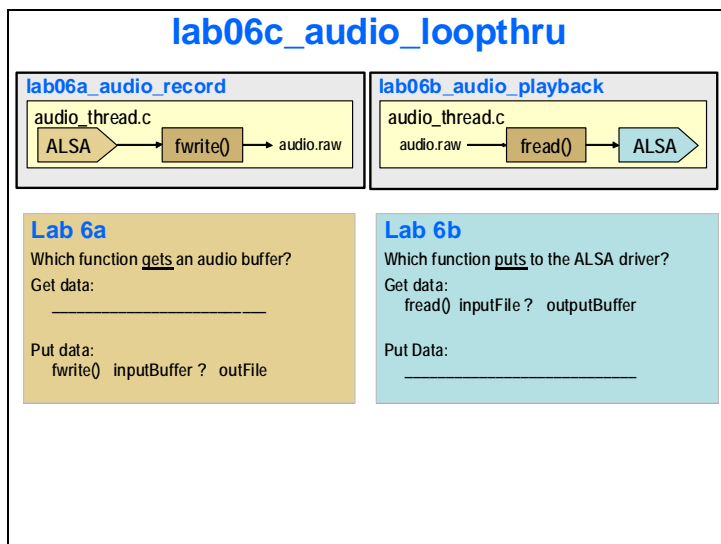 lab06c_audio_loopthru
lab06a_audio_record
audio_thread.c
ALSA fwrite() audio.raw
lab06b_audio_playback
audio_thread.c
audio.raw fread() ALSA
Lab 6a
Which function gets an audio buffer?
Get data:
___________________________
Put data:
fwrite() inputBuffer ? outFile
Lab 6b
Which function puts to the ALSA driver?
Get data:
fread() inputFile ? outputBuffer
Put Data:
_____________________________